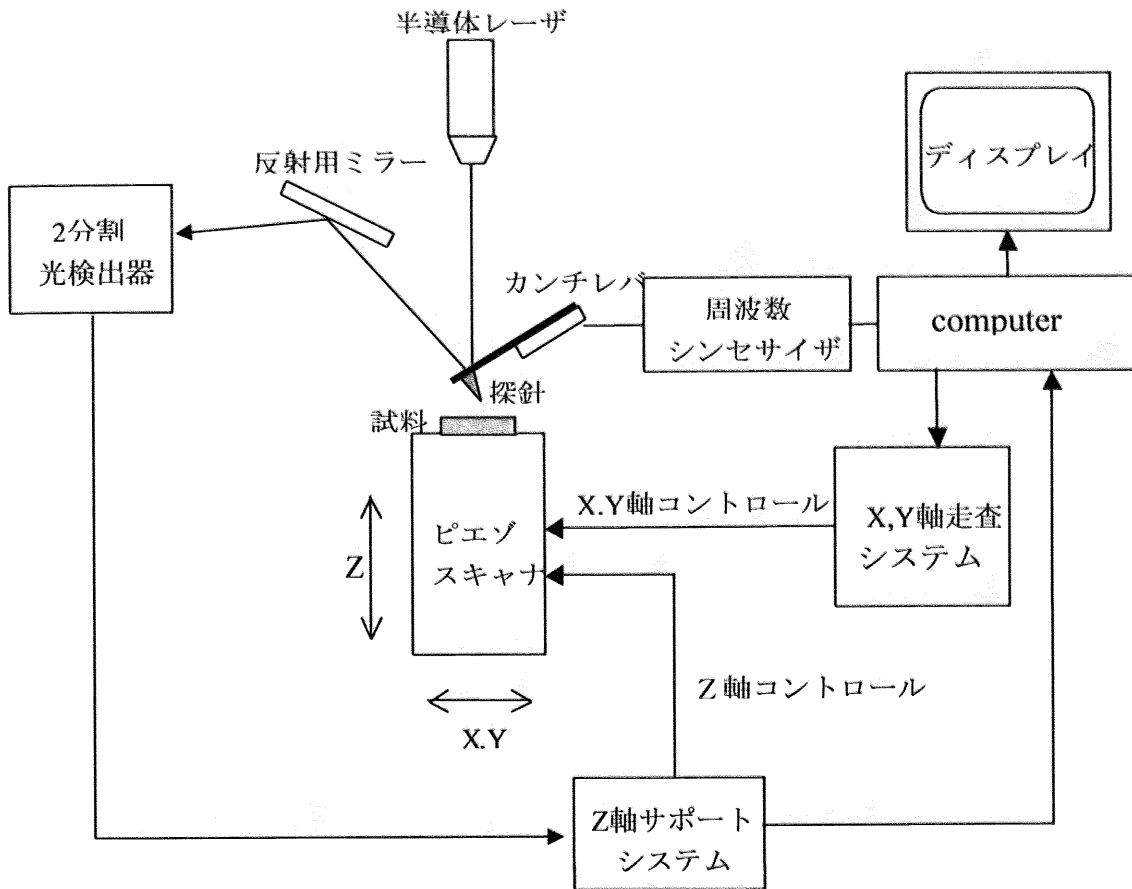 半導体レーザ
反射用ミラー
ディスプレイ
2分割
光検出器
カンチレバ
周波数
シンセサイザ
computer
探針
試料
X.Y軸コントロール
X,Y軸走査
システム
ピエゾ
スキャナ
Z
Z軸コントロール
X.Y
Z軸サポート
システム